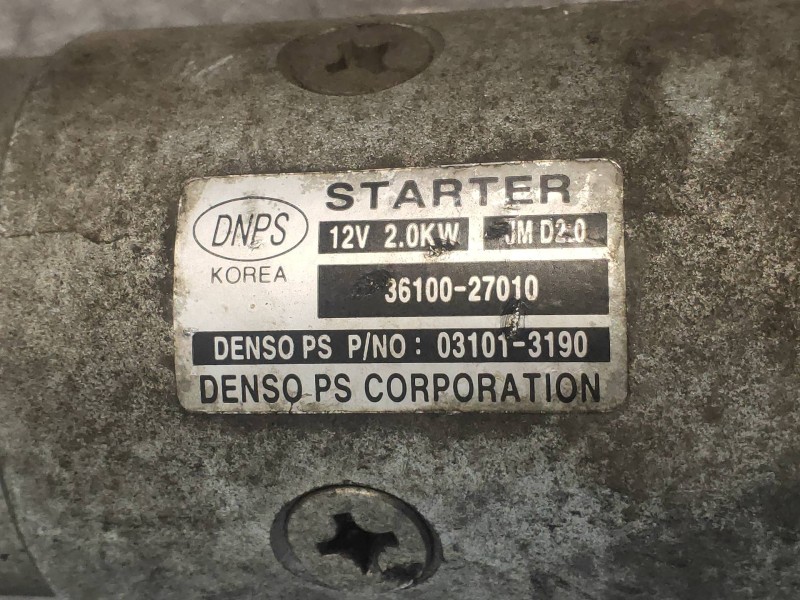 STARTER
DNPS
KOREA
12V 2.0KW JM D2.0
36100-27010
DENSO PS P/NO: 03101-3190
DENSO PS CORPORATION